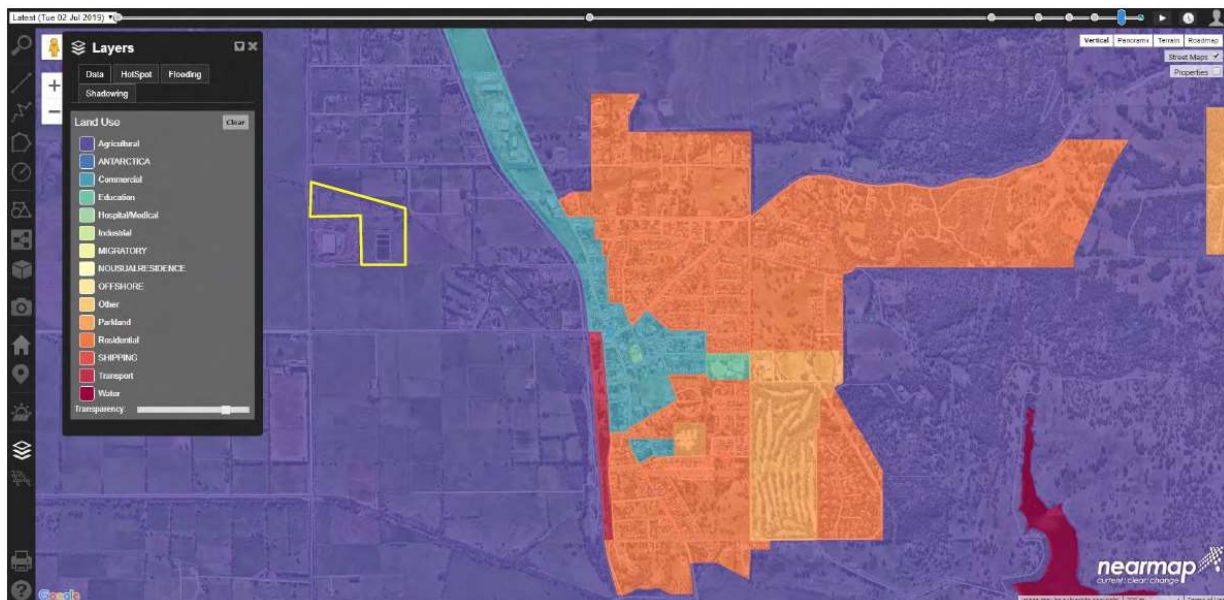 Latest (Tue 02 Jul 2019)
Layers
Vertical Panorama Terrain Roadmap
Street Maps
Properties
Data HotSpot Flooding
Shadowing
Land Use Clear
Agricultural
ANTARCTICA
Commercial
Education
Hospital/Medical
Industrial
MIGRATORY
NOUSUALRESIDENCE
OFFSHORE
Other
Parkland
Residential
SHIPPING
Transport
Water
Transparency:
nearmap
current: clear: change
Google